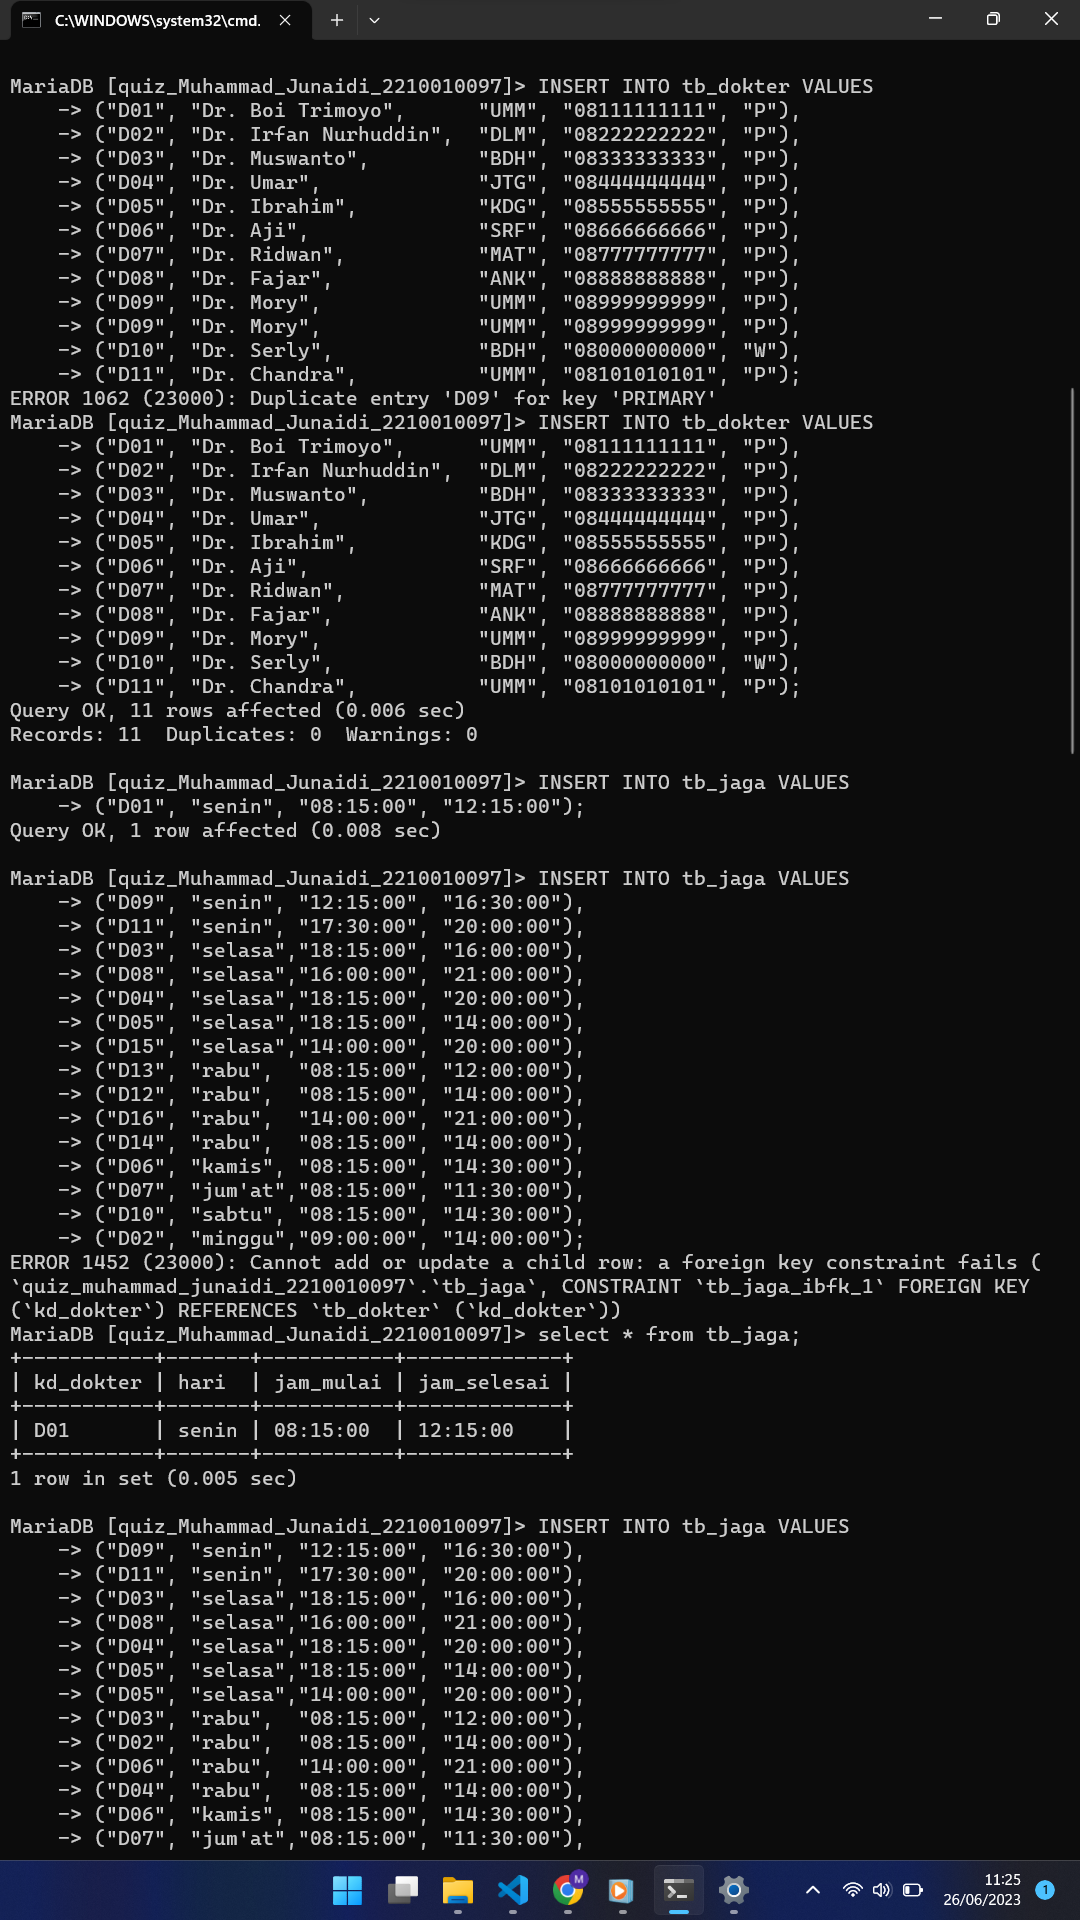 C:\WINDOWS\system32\cmd.
MariaDB [quiz_Muhammad_Junaidi_2210010097]> INSERT INTO tb_dokter VALUES
    -> ("D01", "Dr. Boi Trimoyo",      "UMM", "08111111111", "P"),
    -> ("D02", "Dr. Irfan Nurhuddin",  "DLM", "08222222222", "P"),
    -> ("D03", "Dr. Muswanto",         "BDH", "08333333333", "P"),
    -> ("D04", "Dr. Umar",             "JTG", "08444444444", "P"),
    -> ("D05", "Dr. Ibrahim",          "KDG", "08555555555", "P"),
    -> ("D06", "Dr. Aji",              "SRF", "08666666666", "P"),
    -> ("D07", "Dr. Ridwan",           "MAT", "08777777777", "P"),
    -> ("D08", "Dr. Fajar",            "ANK", "08888888888", "P"),
    -> ("D09", "Dr. Mory",             "UMM", "08999999999", "P"),
    -> ("D09", "Dr. Mory",             "UMM", "08999999999", "P"),
    -> ("D10", "Dr. Serly",            "BDH", "08000000000", "W"),
    -> ("D11", "Dr. Chandra",          "UMM", "08101010101", "P");
ERROR 1062 (23000): Duplicate entry 'D09' for key 'PRIMARY'
MariaDB [quiz_Muhammad_Junaidi_2210010097]> INSERT INTO tb_dokter VALUES
    -> ("D01", "Dr. Boi Trimoyo",      "UMM", "08111111111", "P"),
    -> ("D02", "Dr. Irfan Nurhuddin",  "DLM", "08222222222", "P"),
    -> ("D03", "Dr. Muswanto",         "BDH", "08333333333", "P"),
    -> ("D04", "Dr. Umar",             "JTG", "08444444444", "P"),
    -> ("D05", "Dr. Ibrahim",          "KDG", "08555555555", "P"),
    -> ("D06", "Dr. Aji",              "SRF", "08666666666", "P"),
    -> ("D07", "Dr. Ridwan",           "MAT", "08777777777", "P"),
    -> ("D08", "Dr. Fajar",            "ANK", "08888888888", "P"),
    -> ("D09", "Dr. Mory",             "UMM", "08999999999", "P"),
    -> ("D10", "Dr. Serly",            "BDH", "08000000000", "W"),
    -> ("D11", "Dr. Chandra",          "UMM", "08101010101", "P");
Query OK, 11 rows affected (0.006 sec)
Records: 11  Duplicates: 0  Warnings: 0
MariaDB [quiz_Muhammad_Junaidi_2210010097]> INSERT INTO tb_jaga VALUES
    -> ("D01", "senin", "08:15:00", "12:15:00");
Query OK, 1 row affected (0.008 sec)
MariaDB [quiz_Muhammad_Junaidi_2210010097]> INSERT INTO tb_jaga VALUES
    -> ("D09", "senin", "12:15:00", "16:30:00"),
    -> ("D11", "senin", "17:30:00", "20:00:00"),
    -> ("D03", "selasa","18:15:00", "16:00:00"),
    -> ("D08", "selasa","16:00:00", "21:00:00"),
    -> ("D04", "selasa","18:15:00", "20:00:00"),
    -> ("D05", "selasa","18:15:00", "14:00:00"),
    -> ("D15", "selasa","14:00:00", "20:00:00"),
    -> ("D13", "rabu",  "08:15:00", "12:00:00"),
    -> ("D12", "rabu",  "08:15:00", "14:00:00"),
    -> ("D16", "rabu",  "14:00:00", "21:00:00"),
    -> ("D14", "rabu",  "08:15:00", "14:00:00"),
    -> ("D06", "kamis", "08:15:00", "14:30:00"),
    -> ("D07", "jum'at","08:15:00", "11:30:00"),
    -> ("D10", "sabtu", "08:15:00", "14:30:00"),
    -> ("D02", "minggu","09:00:00", "14:00:00");
ERROR 1452 (23000): Cannot add or update a child row: a foreign key constraint fails (
`quiz_muhammad_junaidi_2210010097`.`tb_jaga`, CONSTRAINT `tb_jaga_ibfk_1` FOREIGN KEY
(`kd_dokter`) REFERENCES `tb_dokter` (`kd_dokter`))
MariaDB [quiz_Muhammad_Junaidi_2210010097]> select * from tb_jaga;
+-----------+-------+-----------+-------------+
| kd_dokter | hari  | jam_mulai | jam_selesai |
+-----------+-------+-----------+-------------+
| D01       | senin | 08:15:00  | 12:15:00    |
+-----------+-------+-----------+-------------+
1 row in set (0.005 sec)
MariaDB [quiz_Muhammad_Junaidi_2210010097]> INSERT INTO tb_jaga VALUES
    -> ("D09", "senin", "12:15:00", "16:30:00"),
    -> ("D11", "senin", "17:30:00", "20:00:00"),
    -> ("D03", "selasa","18:15:00", "16:00:00"),
    -> ("D08", "selasa","16:00:00", "21:00:00"),
    -> ("D04", "selasa","18:15:00", "20:00:00"),
    -> ("D05", "selasa","18:15:00", "14:00:00"),
    -> ("D05", "selasa","14:00:00", "20:00:00"),
    -> ("D03", "rabu",  "08:15:00", "12:00:00"),
    -> ("D02", "rabu",  "08:15:00", "14:00:00"),
    -> ("D06", "rabu",  "14:00:00", "21:00:00"),
    -> ("D04", "rabu",  "08:15:00", "14:00:00"),
    -> ("D06", "kamis", "08:15:00", "14:30:00"),
    -> ("D07", "jum'at","08:15:00", "11:30:00"),
M
11:25
26/06/2023
1